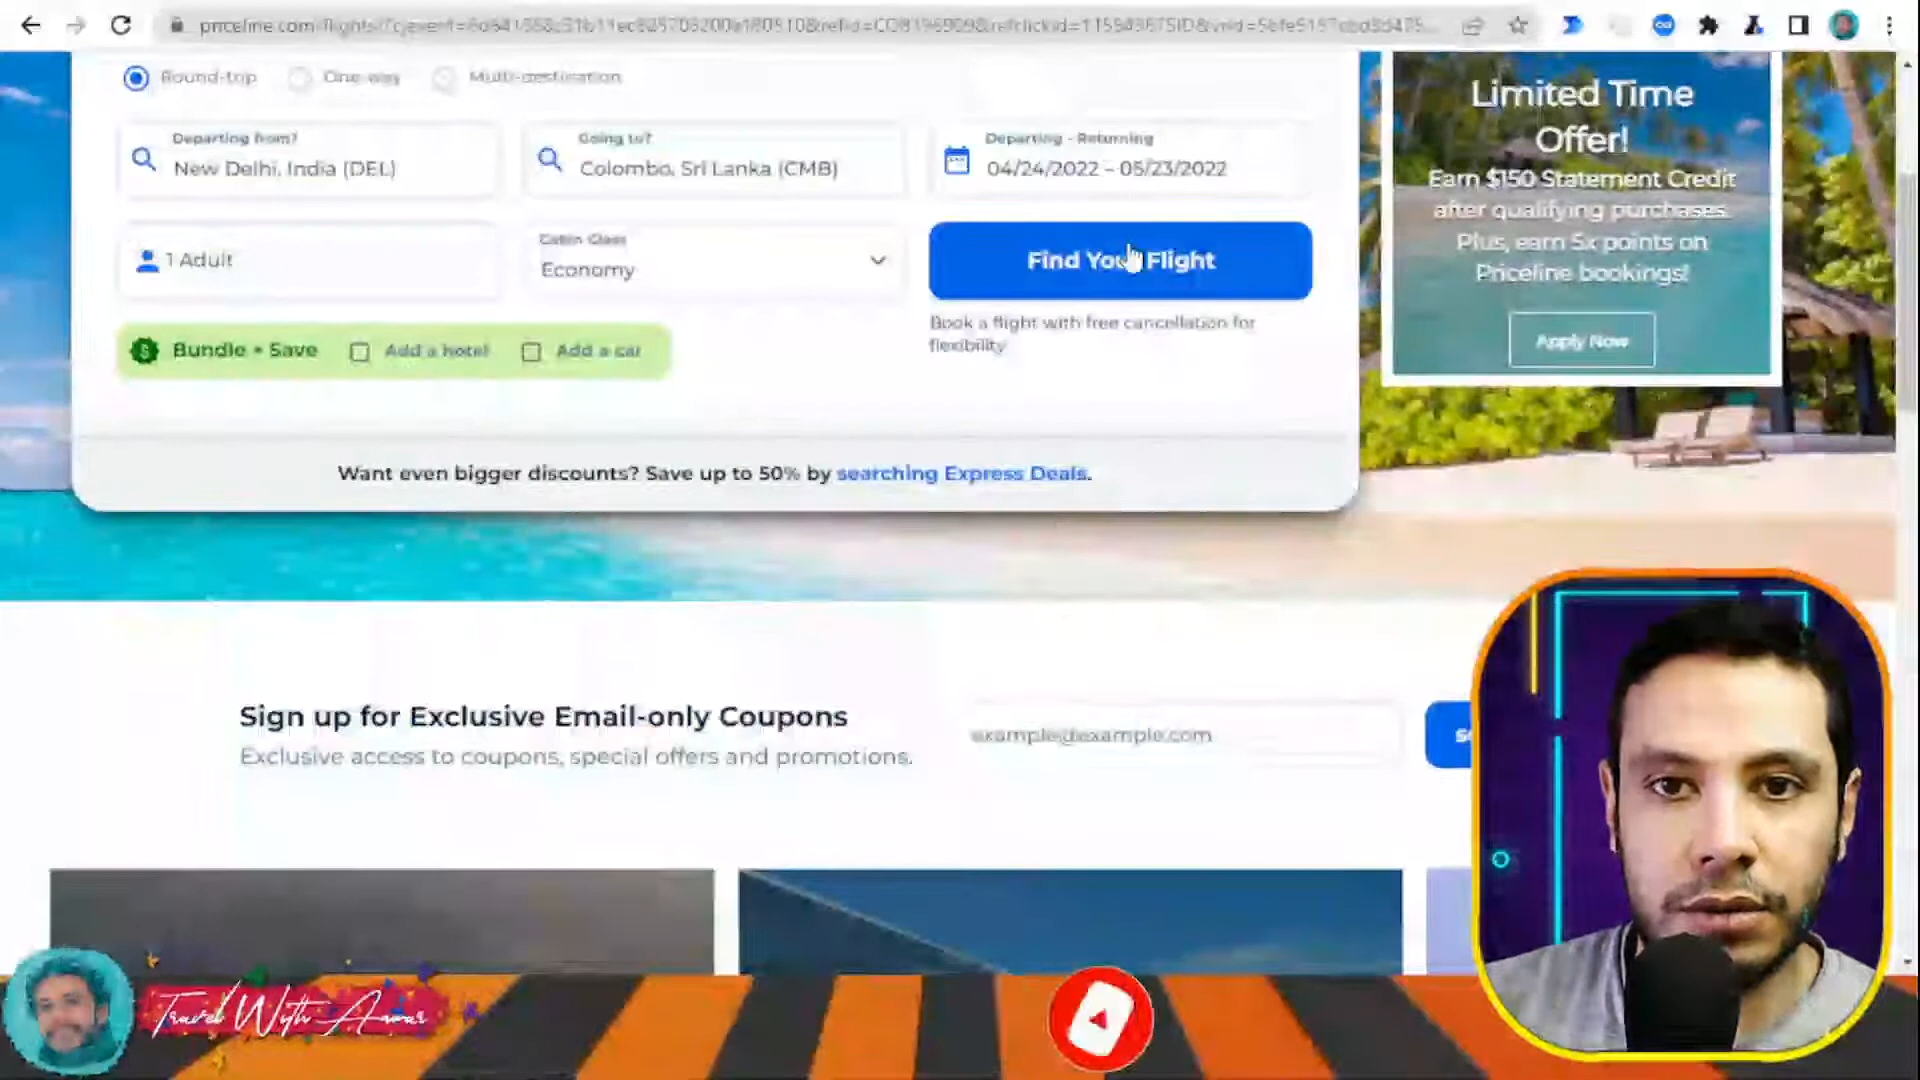 Round-trip One-way Multi-destination
Departing from?
New Delhi, India (DEL)
Going to?
Colombo, Sri Lanka (CMB)
Departing - Returning
04/24/2022 – 05/23/2022
1 Adult
Cabin Class
Economy
Find Your Flight
Book a flight with free cancellation for
flexibility
Bundle + Save Add a hotel Add a car
Want even bigger discounts? Save up to 50% by searching Express Deals.
Limited Time
Offer!
Earn $150 Statement Credit
after qualifying purchases.
Plus, earn 5x points on
Priceline bookings!
Apply Now
Sign up for Exclusive Email-only Coupons
Exclusive access to coupons, special offers and promotions.
example@example.com
Travel With